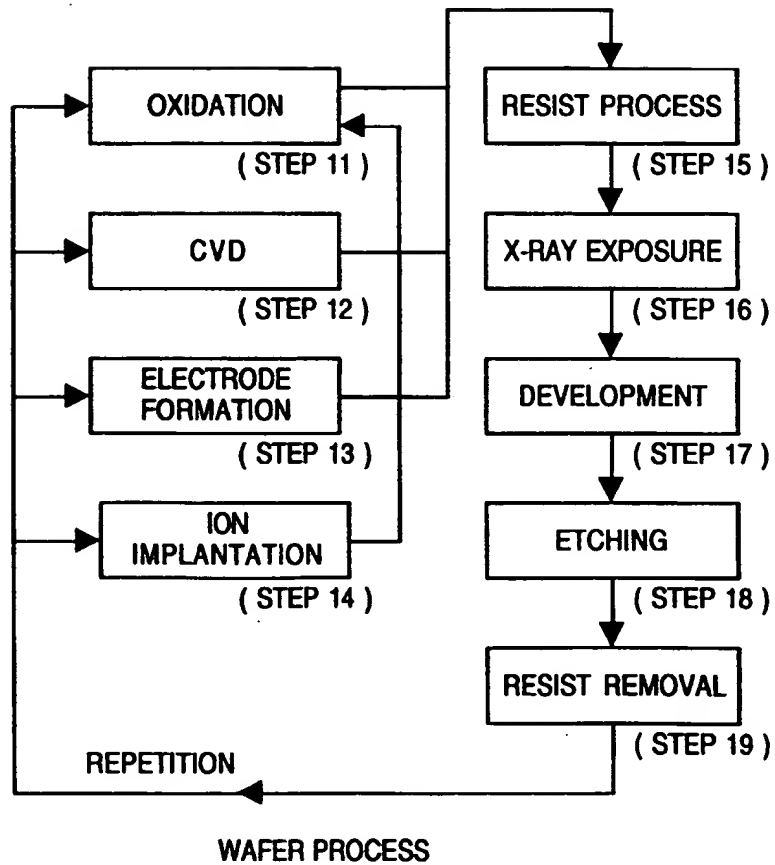 OXIDATION
( STEP 11 )
CVD
( STEP 12 )
ELECTRODE
FORMATION
( STEP 13 )
ION
IMPLANTATION
( STEP 14 )
RESIST PROCESS
( STEP 15 )
X-RAY EXPOSURE
( STEP 16 )
DEVELOPMENT
( STEP 17 )
ETCHING
( STEP 18 )
RESIST REMOVAL
( STEP 19 )
REPETITION
WAFER PROCESS